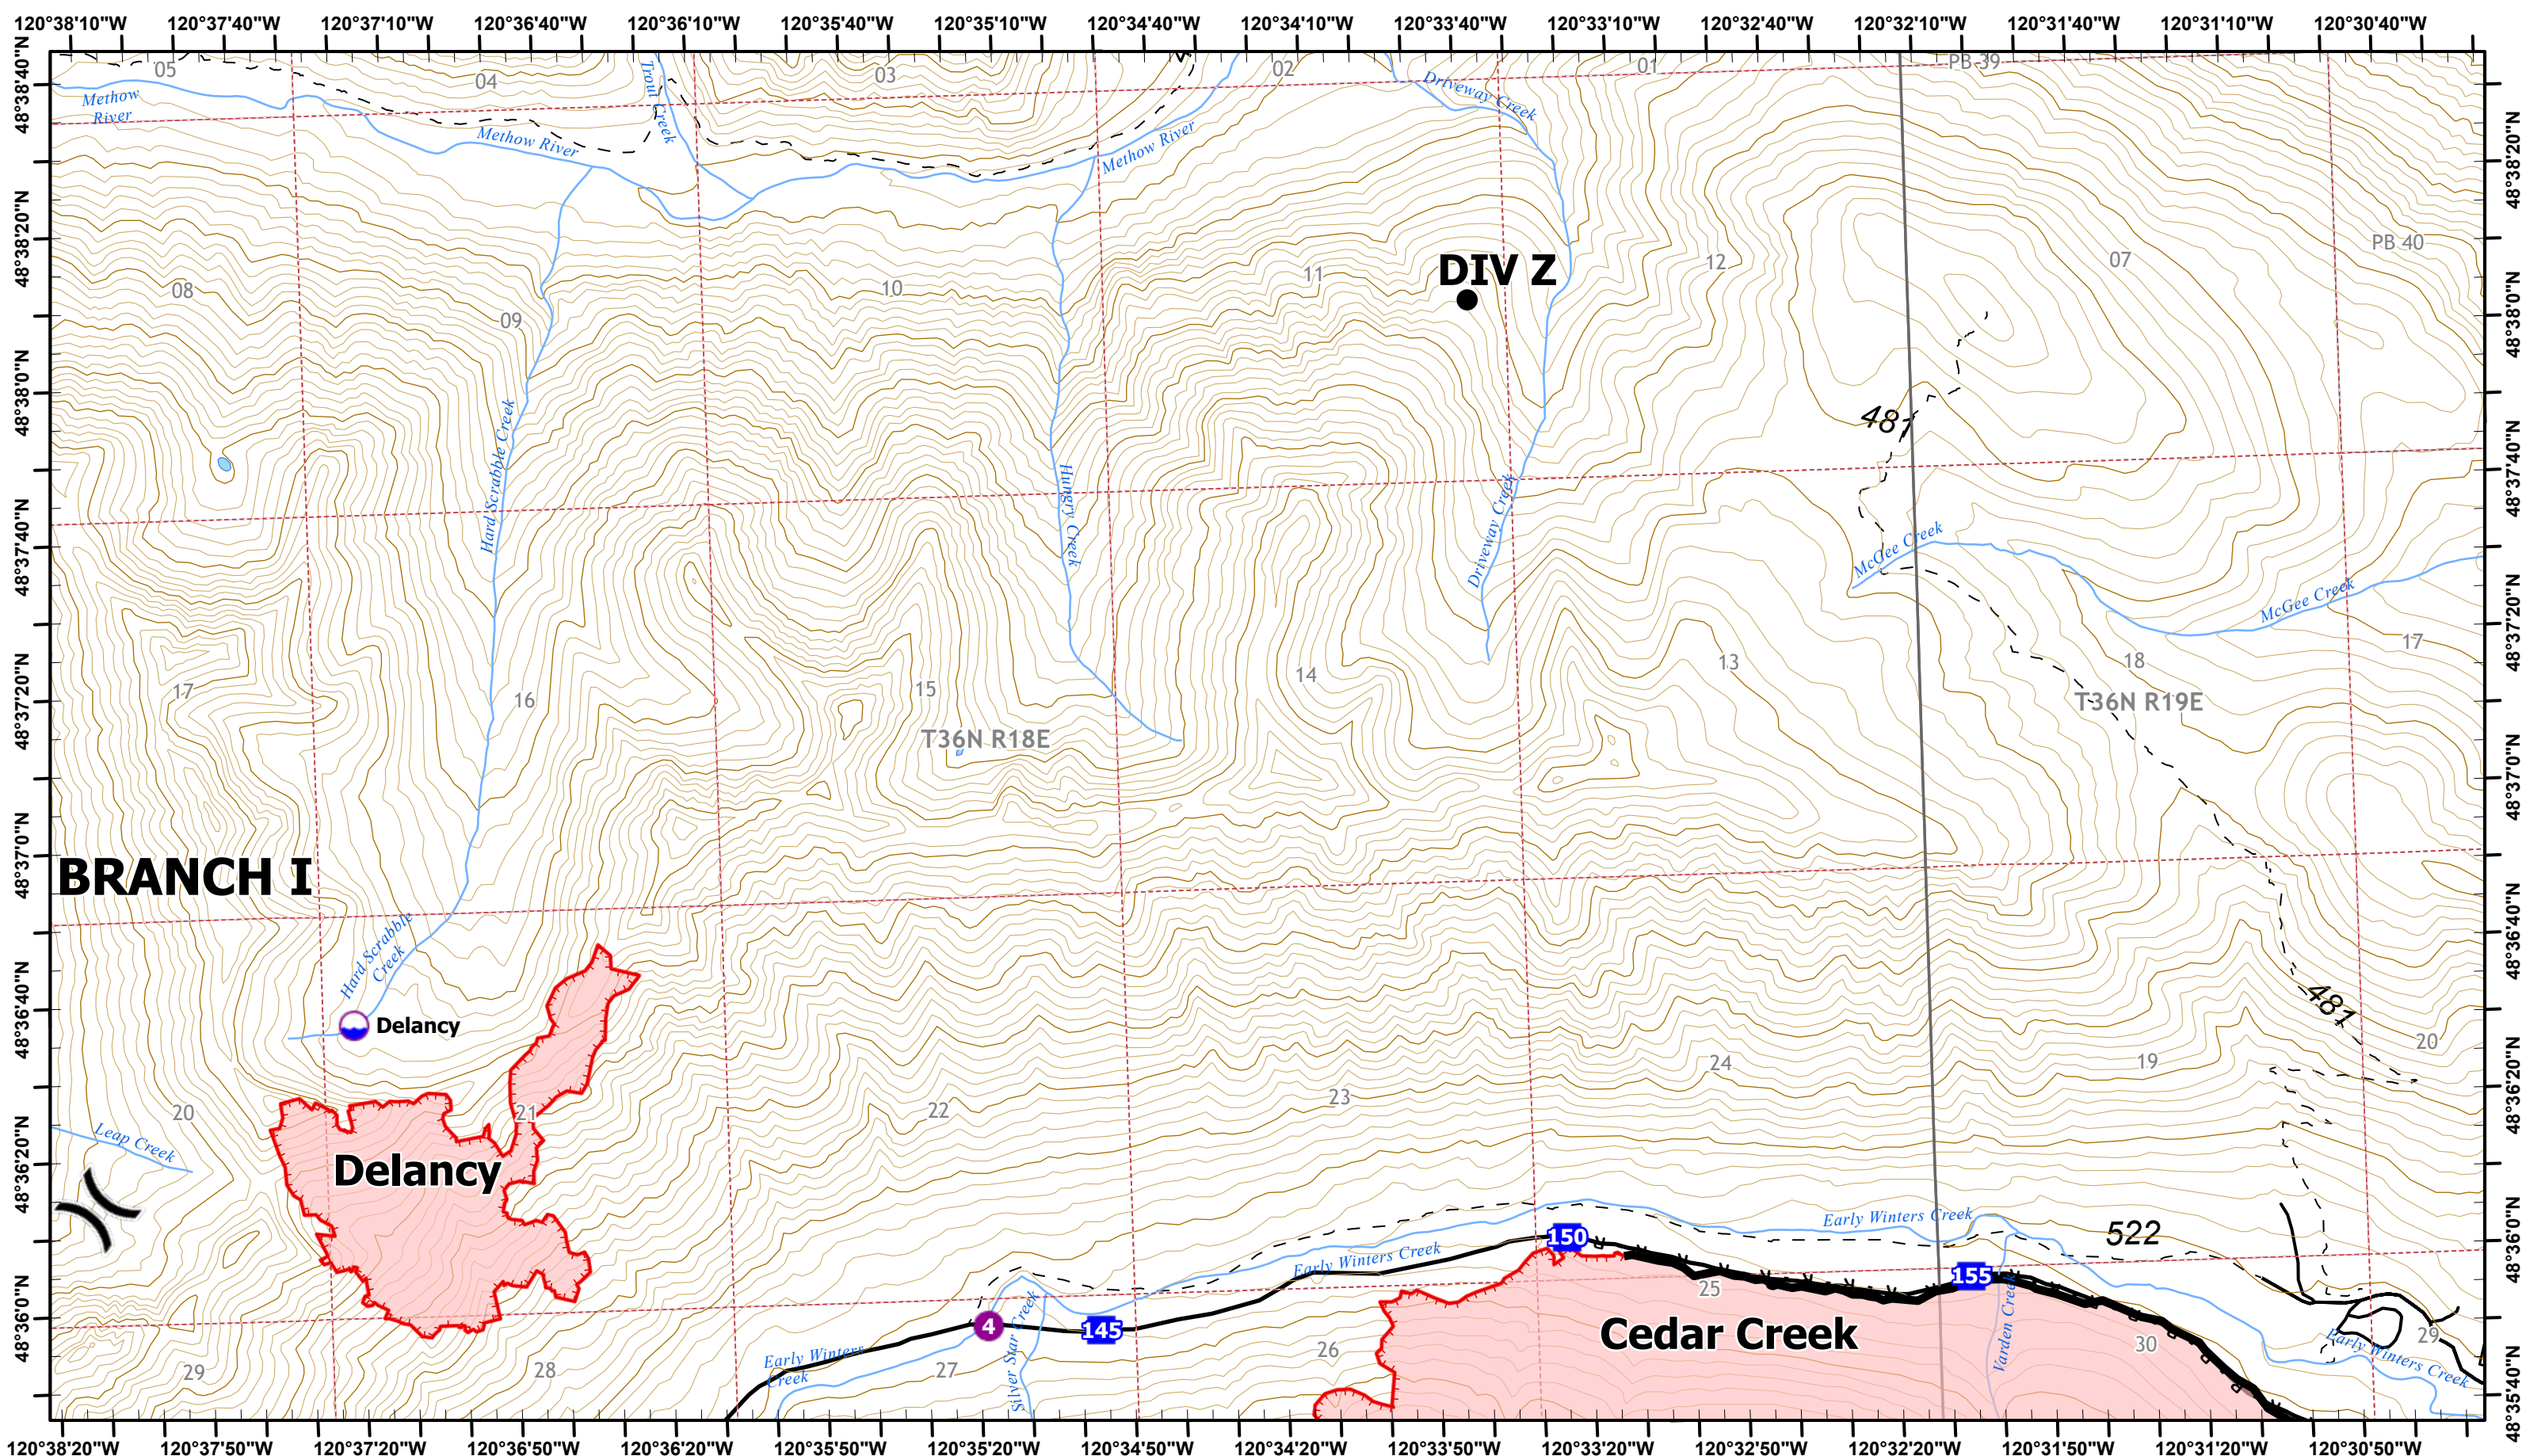 120°38'10"W 120°37'40"W 120°37'10"W 120°36'40"W 120°36'10"W 120°35'40"W 120°35'10"W 120°34'40"W 120°34'10"W 120°33'40"W 120°33'10"W 120°32'40"W 120°32'10"W 120°31'40"W 120°31'10"W 120°30'40"W
48°38'40"N
48°38'20"N
48°38'0"N
48°37'40"N
48°37'20"N
48°37'0"N
48°36'40"N
48°36'20"N
48°36'0"N
05
04
03
02
01
PB 39
Methow
River
Trout Creek
Methow River
Methow River
Driveway Creek
PB 40
08
09
10
11
DIV Z
12
07
481
Hard Scrabble Creek
Hungry Creek
Driveway Creek
McGee Creek
McGee Creek
17
16
15
14
13
18
17
T36N R18E
T36N R19E
BRANCH I
Hard Scrabble
Creek
Delancy
481
20
21
22
23
24
19
20
Leap Creek
Delancy
150
Early Winters Creek
522
Early Winters Creek
155
4
145
Silver Star Creek
25
Cedar Creek
Varden Creek
Early Winters
Creek
26
30
29
Early Winters Creek
29
28
27
48°38'20"N
48°38'0"N
48°37'40"N
48°37'20"N
48°37'0"N
48°36'40"N
48°36'20"N
48°36'0"N
48°35'40"N
120°38'20"W 120°37'50"W 120°37'20"W 120°36'50"W 120°36'20"W 120°35'50"W 120°35'20"W 120°34'50"W 120°34'20"W 120°33'50"W 120°33'20"W 120°32'50"W 120°32'20"W 120°31'50"W 120°31'20"W 120°30'50"W